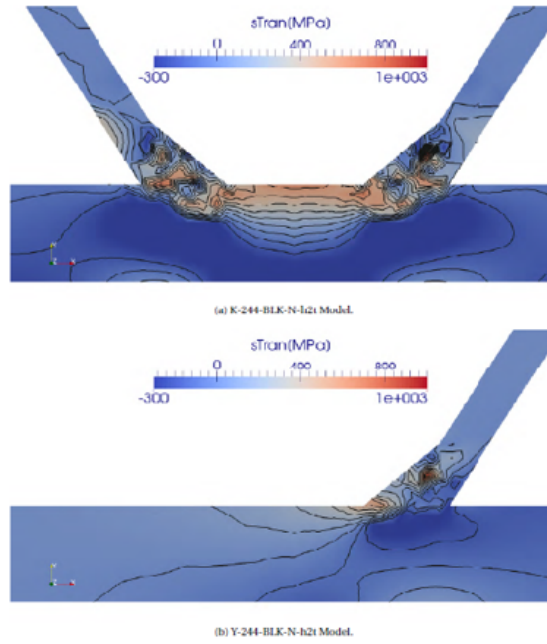 sTran(MPa)
0 400 800
-300 1e+003
(a) K-244-BLK-N-h2t Model.
sTran(MPa)
0 400 800
-300 1e+003
(b) Y-244-BLK-N-h2t Model.